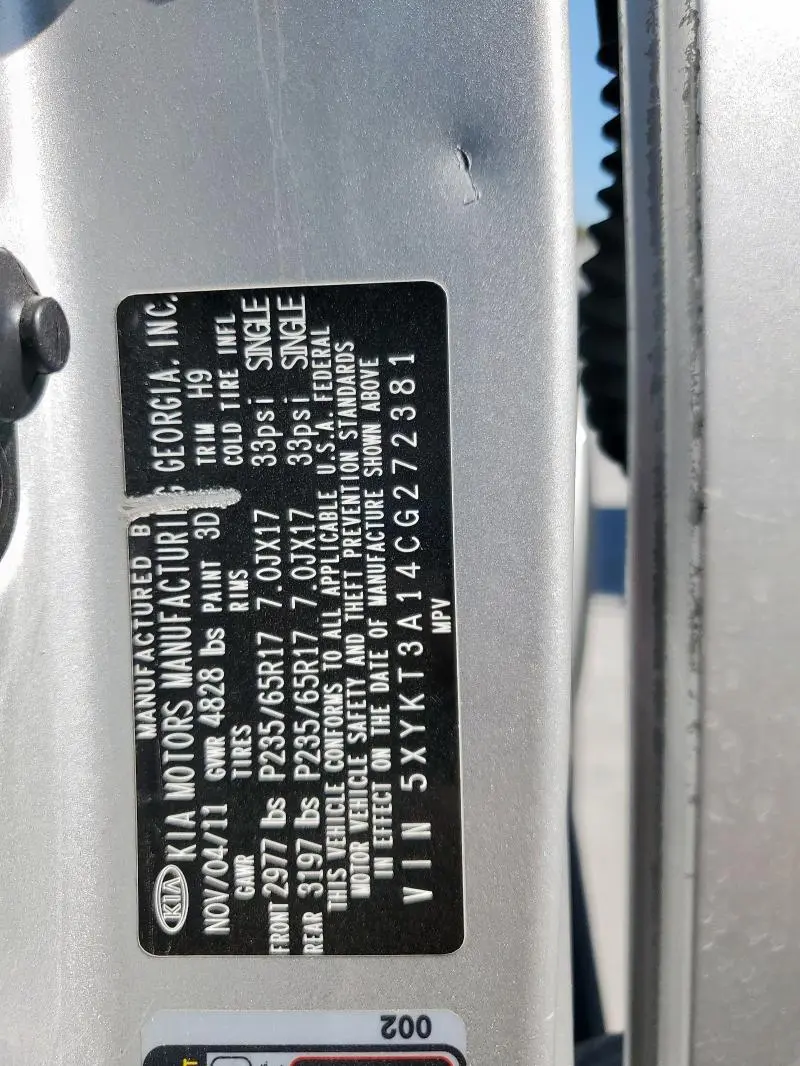 MANUFACTURED B
KIA KIA MOTORS MANUFACTURING GEORGIA, INC.
NOV/04/11 GVWR 4828 lbs PAINT 3D TRIM H9
GAWR TIRES RIMS COLD TIRE INFL
FRONT 2977 lbs P235/65R17 7.0JX17 33psi SINGLE
REAR 3197 lbs P235/65R17 7.0JX17 33psi SINGLE
THIS VEHICLE CONFORMS TO ALL APPLICABLE U.S.A. FEDERAL
MOTOR VEHICLE SAFETY AND THEFT PREVENTION STANDARDS
IN EFFECT ON THE DATE OF MANUFACTURE SHOWN ABOVE
VIN 5XYKT3A14CG272381
MPV
002